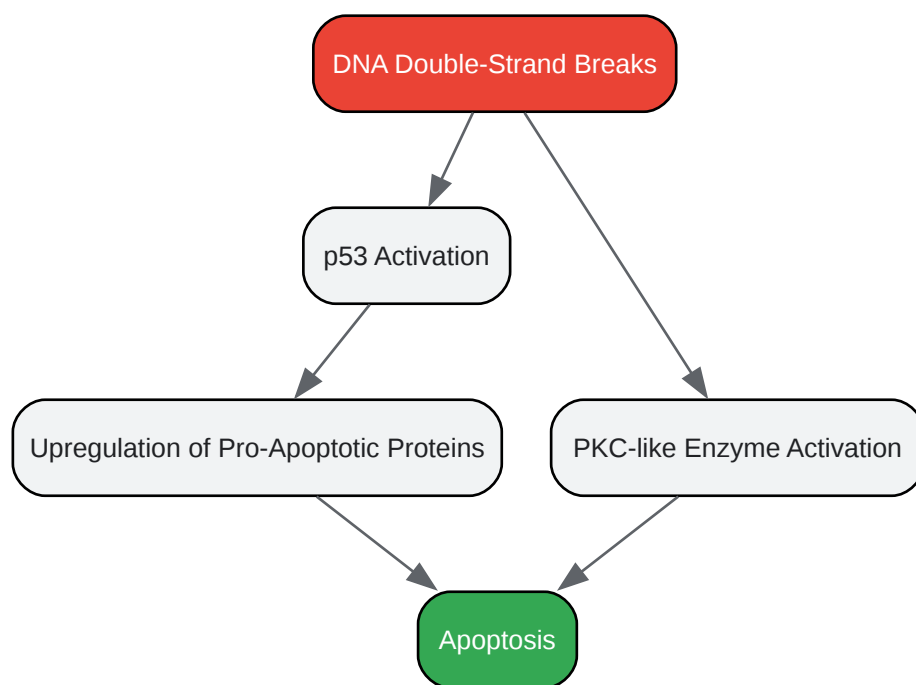 DNA Double-Strand Breaks
p53 Activation
Upregulation of Pro-Apoptotic Proteins
PKC-like Enzyme Activation
Apoptosis